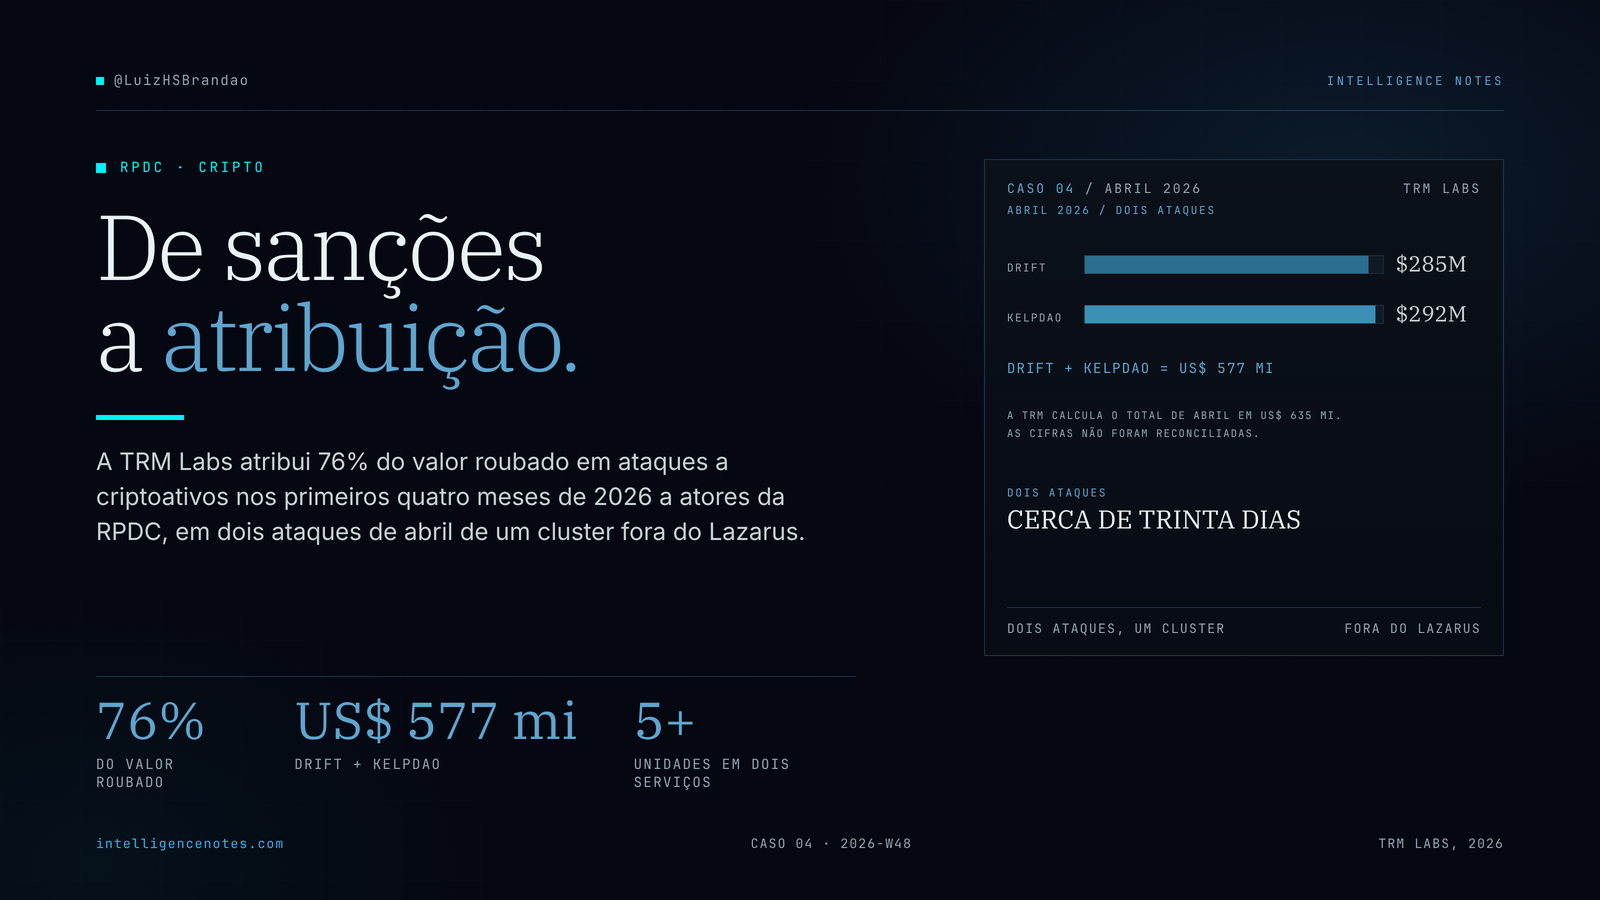 @LuizHSBrandao
INTELLIGENCE NOTES
RPDC · CRIPTO
De sanções
a atribuição.
A TRM Labs atribui 76% do valor roubado em ataques a
criptoativos nos primeiros quatro meses de 2026 a atores da
RPDC, em dois ataques de abril de um cluster fora do Lazarus.
CASO 04 / ABRIL 2026
TRM LABS
ABRIL 2026 / DOIS ATAQUES
DRIFT
$285M
KELPDAO
$292M
DRIFT + KELPDAO = US$ 577 MI
A TRM CALCULA O TOTAL DE ABRIL EM US$ 635 MI.
AS CIFRAS NÃO FORAM RECONCILIADAS.
DOIS ATAQUES
CERCA DE TRINTA DIAS
DOIS ATAQUES, UM CLUSTER
FORA DO LAZARUS
76%
DO VALOR
ROUBADO
US$ 577 mi
DRIFT + KELPDAO
5+
UNIDADES EM DOIS
SERVIÇOS
intelligencenotes.com
CASO 04 · 2026-W48
TRM LABS, 2026